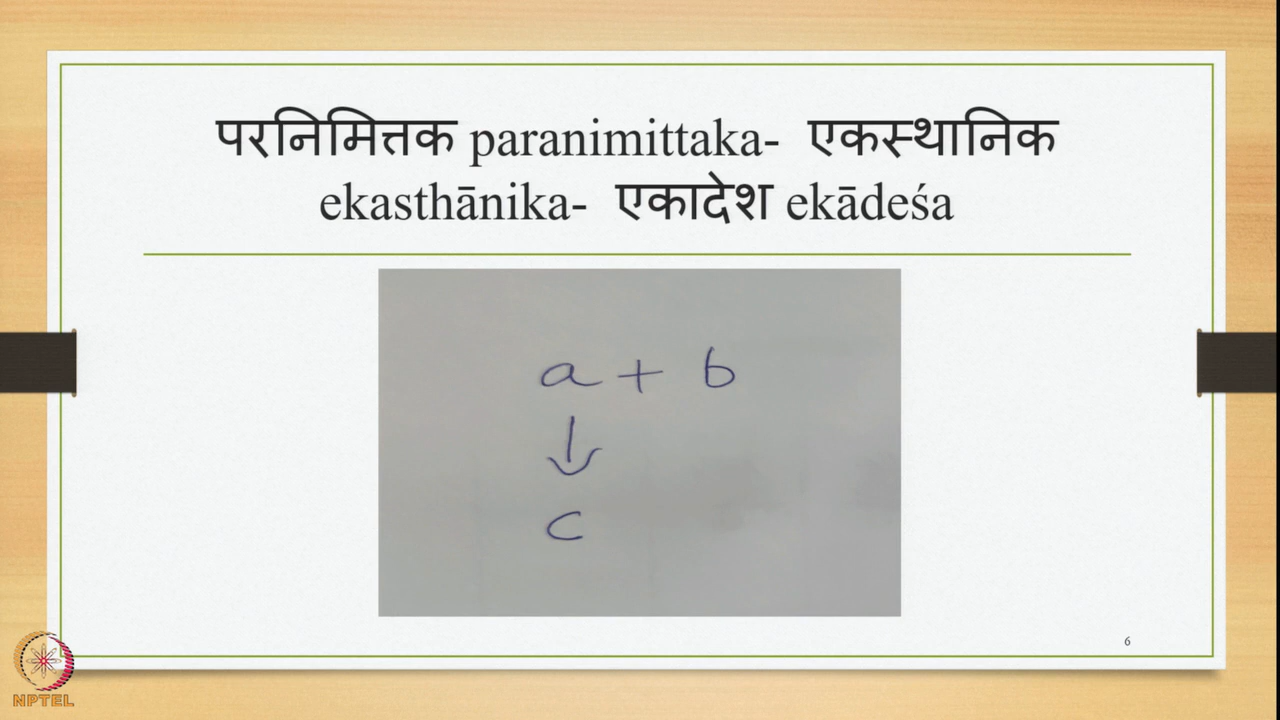 परनिमित्तक paranimittaka- एकस्थानिक
ekasthānika- एकादेश ekādeśa
a + b
↓
c
6
NPTEL